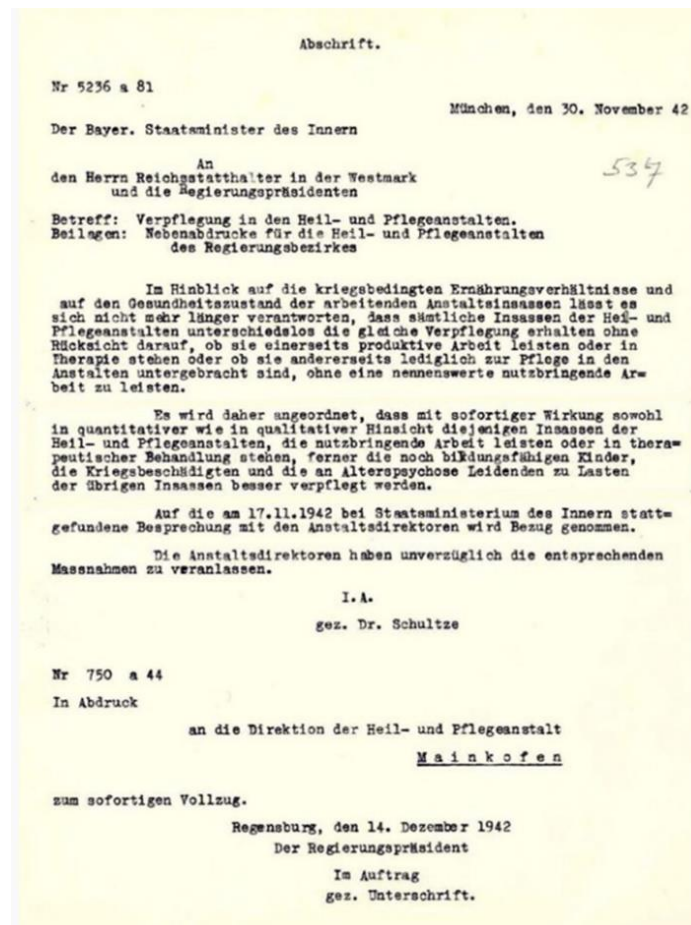 Abschrift.
Nr 5236 a 81
München, den 30. November 42
Der Bayer. Staatsminister des Innern
An
537
den Herrn Reichsstatthalter in der Westmark
und die Regierungspräsidenten
Betreff: Verpflegung in den Heil- und Pflegeanstalten.
Beilagen: Nebenabdrucke für die Heil- und Pflegeanstalten
des Regierungsbezirkes
Im Hinblick auf die kriegsbedingten Ernährungsverhältnisse und
auf den Gesundheitszustand der arbeitenden Anstaltsinsassen lässt es
sich nicht mehr länger verantworten, dass sämtliche Insassen der Heil- und
Pflegeanstalten unterschiedslos die gleiche Verpflegung erhalten ohne
Rücksicht darauf, ob sie einerseits produktive Arbeit leisten oder in
Therapie stehen oder ob sie andererseits lediglich zur Pflege in den
Anstalten untergebracht sind, ohne eine nennenswerte nutzbringende Ar=
beit zu leisten.
Es wird daher angeordnet, dass mit sofortiger Wirkung sowohl
in quantitativer wie in qualitativer Hinsicht diejenigen Insassen der
Heil- und Pflegeanstalten, die nutzbringende Arbeit leisten oder in thera=
peutischer Behandlung stehen, ferner die noch bildungsfähigen Kinder,
die Kriegsbeschädigten und die an Alterspsychose Leidenden zu Lasten
der übrigen Insassen besser verpflegt werden.
Auf die am 17.11.1942 bei Staatsministerium des Innern statt=
gefundene Besprechung mit den Anstaltsdirektoren wird Bezug genommen.
Die Anstaltsdirektoren haben unverzüglich die entsprechenden
Massnahmen zu veranlassen.
I.A.
gez. Dr. Schultze
Nr 750 a 44
In Abdruck
an die Direktion der Heil- und Pflegeanstalt
Mainkofen
zum sofortigen Vollzug.
Regensburg, den 14. Dezember 1942
Der Regierungspräsident
Im Auftrag
gez. Unterschrift.